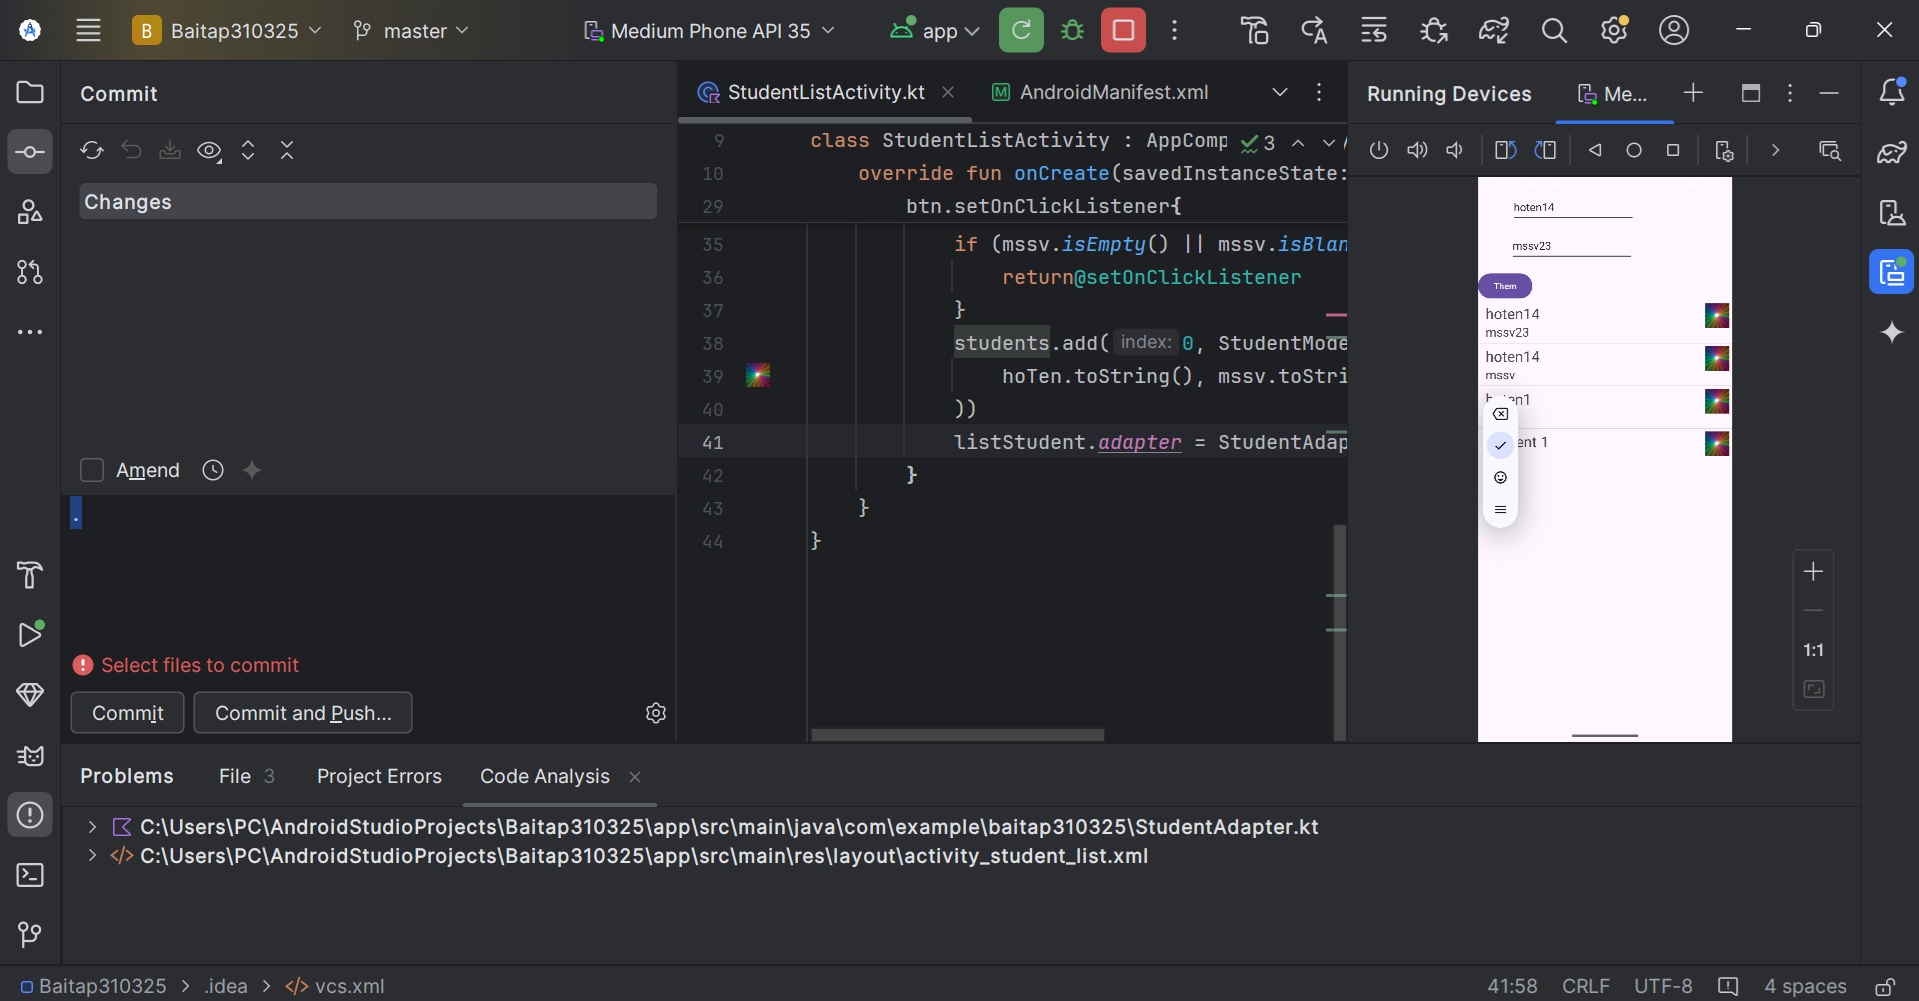 B Baitap310325
master
Medium Phone API 35
app
Commit
Changes
Amend
.
Select files to commit
Commit
Commit and Push...
StudentListActivity.kt
M AndroidManifest.xml
9 class StudentListActivity : AppComp
3
10 override fun onCreate(savedInstanceState:
29 btn.setOnClickListener{
35 if (mssv.isEmpty() || mssv.isBlan
36 return@setOnClickListener
37 }
38 students.add( index: 0, StudentMode
39 hoTen.toString(), mssv.toStri
40 ))
41 listStudent.adapter = StudentAdap
42 }
43 }
44 }
Running Devices
Me...
hoten14
mssv23
Them
hoten14
mssv23
hoten14
mssv
hoten1
ent 1
1:1
Problems
File 3
Project Errors
Code Analysis
C:\Users\PC\AndroidStudioProjects\Baitap310325\app\src\main\java\com\example\baitap310325\StudentAdapter.kt
</> C:\Users\PC\AndroidStudioProjects\Baitap310325\app\src\main\res\layout\activity_student_list.xml
Baitap310325 > .idea > </> vcs.xml
41:58
CRLF
UTF-8
4 spaces